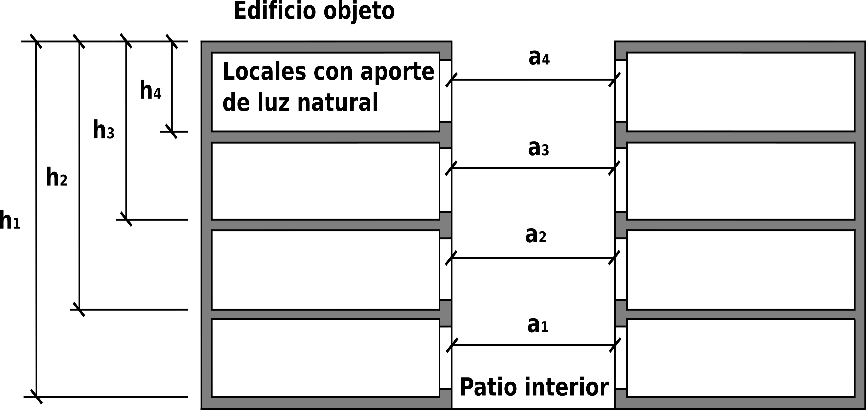 Edificio objeto
Locales con aporte
de luz natural
h4
h3
h2
h1
a4
a3
a2
a1
Patio interior